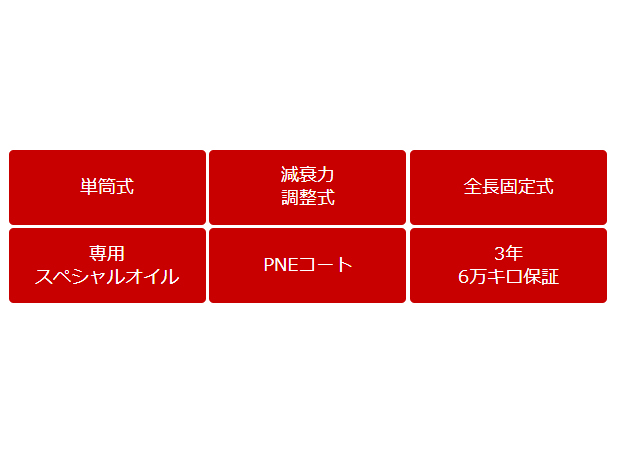 単筒式
減衰力
調整式
全長固定式
専用
スペシャルオイル
PNEコート
3年
6万キロ保証